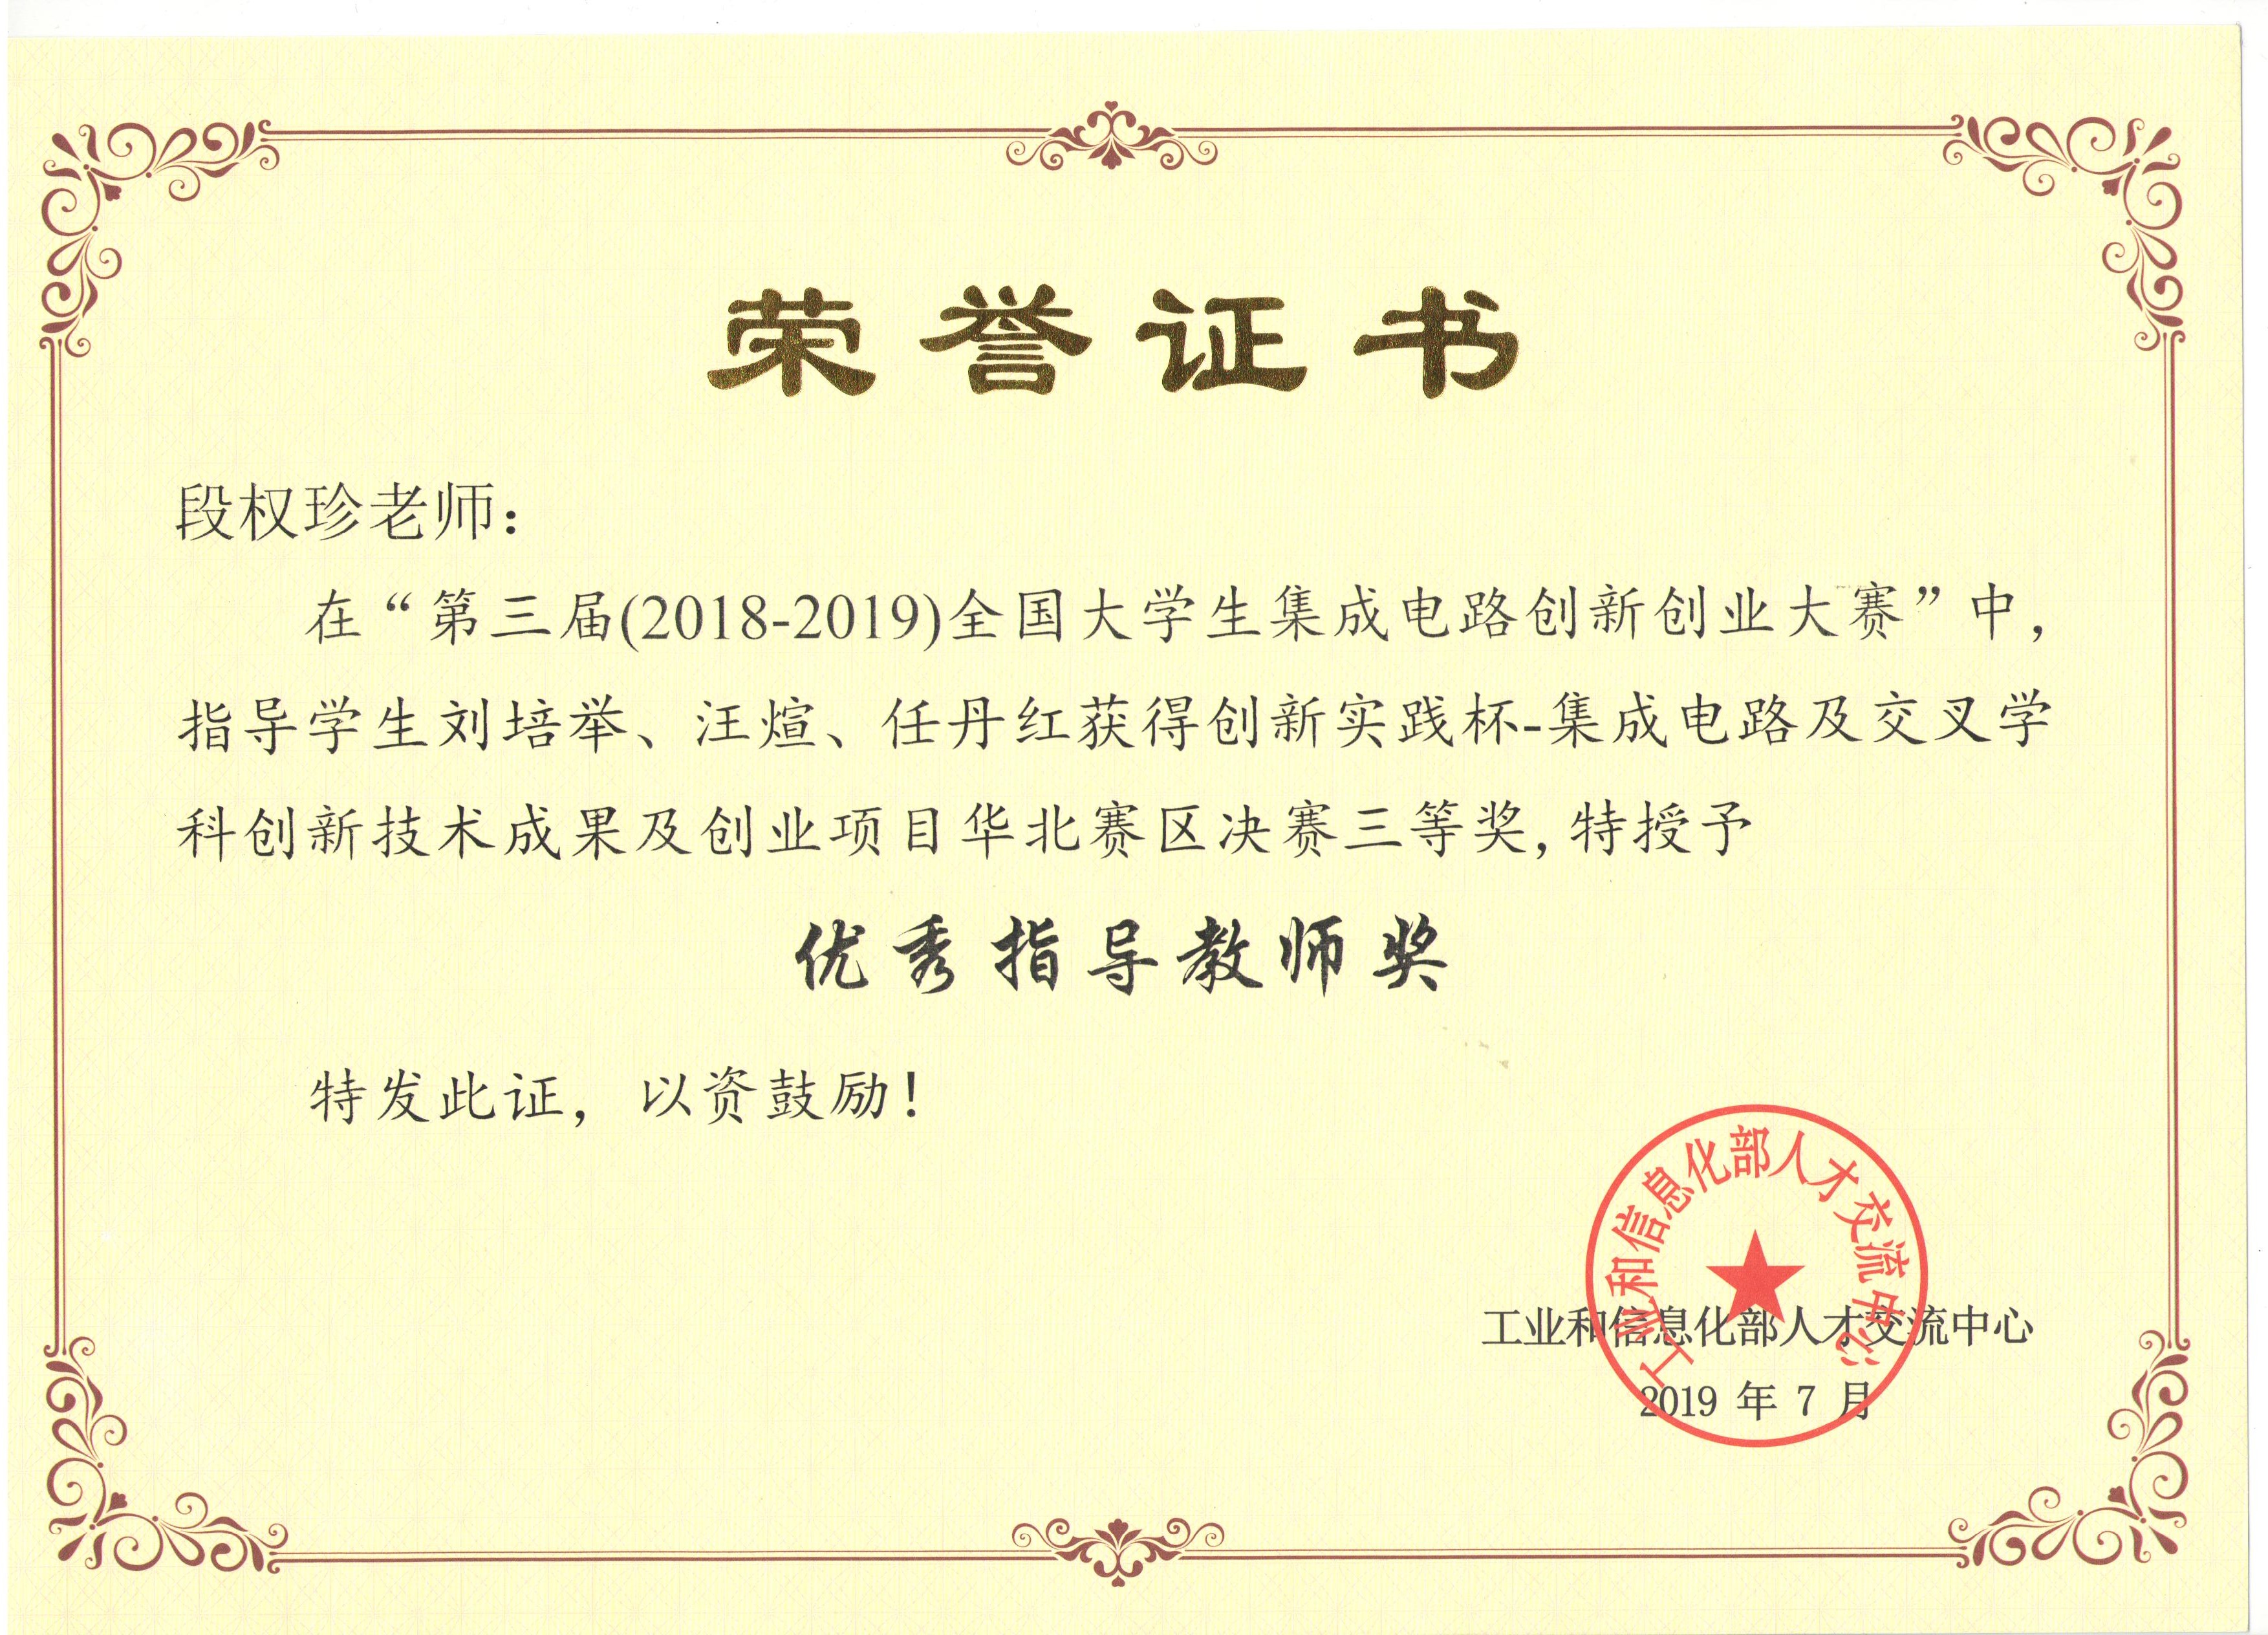 荣誉证书
段权珍老师：
在“第三届(2018-2019)全国大学生集成电路创新创业大赛”中，
指导学生刘培举、汪煊、任丹红获得创新实践杯-集成电路及交叉学
科创新技术成果及创业项目华北赛区决赛三等奖，特授予
优秀指导教师奖
特发此证，以资鼓励！
工业和信息化部人才交流中心
工业和信息化部人才交流中心
2019 年 7 月